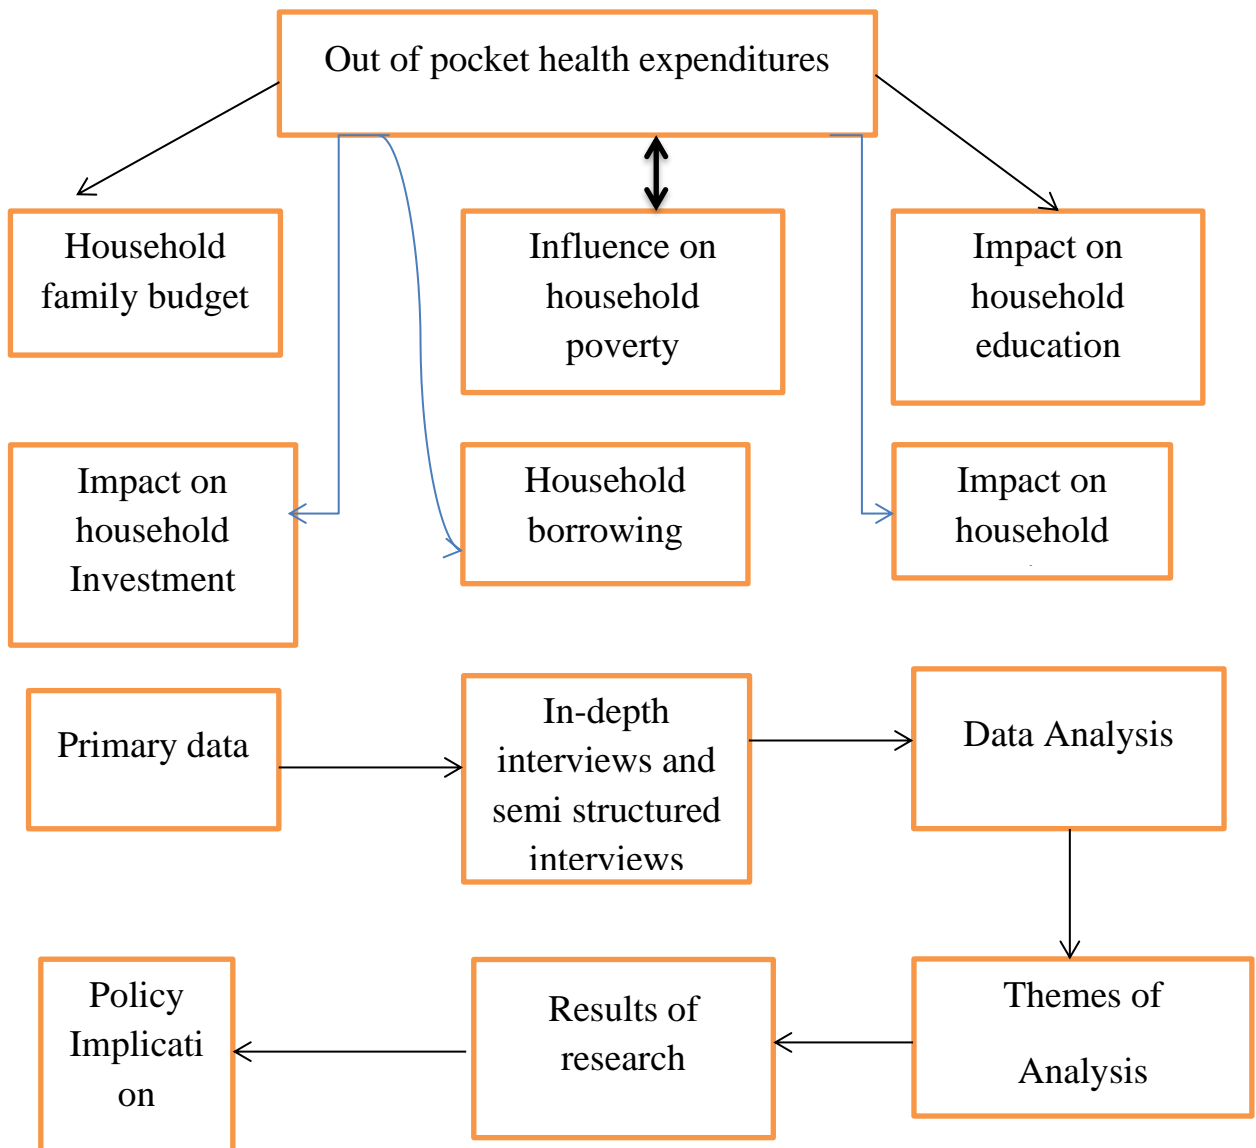 Out of pocket health expenditures
Household
family budget
Influence on
household
poverty
Impact on
household
education
Impact on
household
Investment
Household
borrowing
Impact on
household
Primary data
In-depth
interviews and
semi structured
interviews
Data Analysis
Policy
Implicati
on
Results of
research
Themes of
Analysis